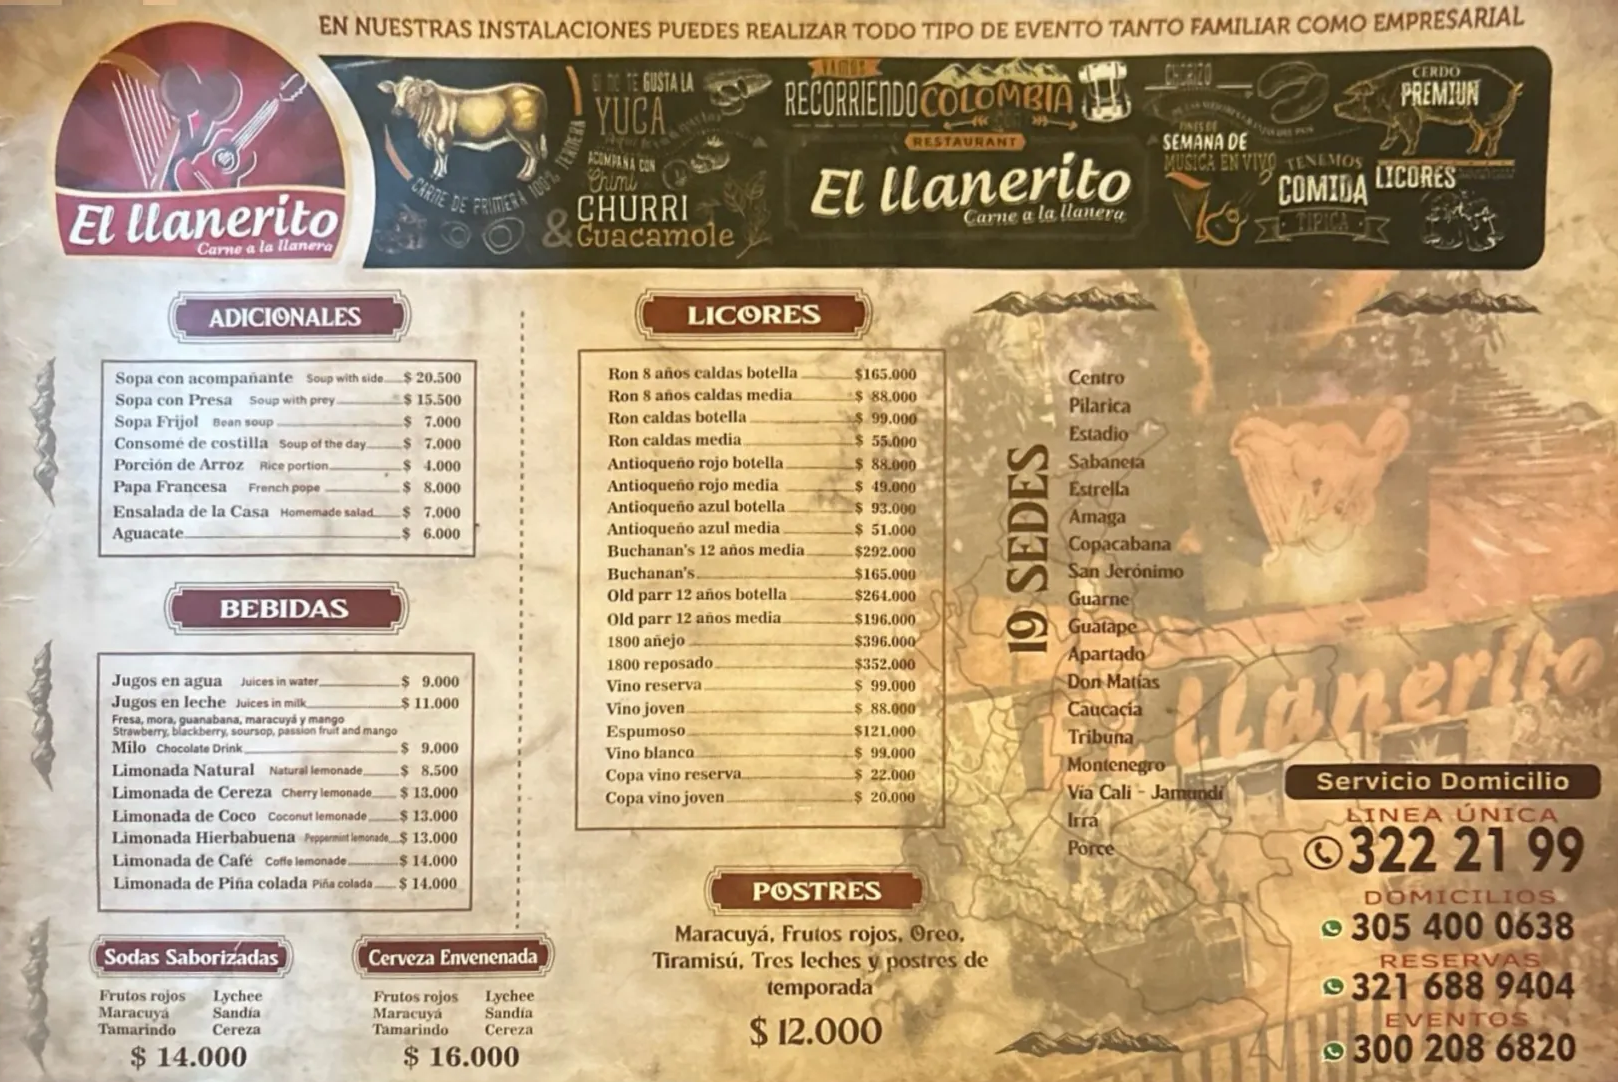 EN NUESTRAS INSTALACIONES PUEDES REALIZAR TODO TIPO DE EVENTO TANTO FAMILIAR COMO EMPRESARIAL
El llanerito
Carne a la llanera
CARNE DE PRIMERA 100% TERNERA
TE GUSTA LA
YUCA
ACOMPAÑA CON
Chimi
CHURRI
& Guacamole
VAMOS
RECORRIENDO COLOMBIA
RESTAURANT
El llanerito
Carne a la llanera
CHORIZO
FINES DE
SEMANA DE
MUSICA EN VIVO
TENEMOS
COMIDA
TIPICA
CERDO
PREMIUN
LICORES
ADICIONALES
Sopa con acompañante Soup with side $ 20.500
Sopa con Presa Soup with prey $ 15.500
Sopa Frijol Bean soup $ 7.000
Consomé de costilla Soup of the day $ 7.000
Porción de Arroz Rice portion $ 4.000
Papa Francesa French pope $ 8.000
Ensalada de la Casa Homemade salad $ 7.000
Aguacate $ 6.000
BEBIDAS
Jugos en agua Juices in water $ 9.000
Jugos en leche Juices in milk $ 11.000
Fresa, mora, guanabana, maracuyá y mango
Strawberry, blackberry, soursop, passion fruit and mango
Milo Chocolate Drink $ 9.000
Limonada Natural Natural lemonade $ 8.500
Limonada de Cereza Cherry lemonade $ 13.000
Limonada de Coco Coconut lemonade $ 13.000
Limonada Hierbabuena Peppermint lemonade $ 13.000
Limonada de Café Coffe lemonade $ 14.000
Limonada de Piña colada Piña colada $ 14.000
Sodas Saborizadas
Frutos rojos Lychee
Maracuyá Sandía
Tamarindo Cereza
$ 14.000
Cerveza Envenenada
Frutos rojos Lychee
Maracuyá Sandía
Tamarindo Cereza
$ 16.000
LICORES
Ron 8 años caldas botella $165.000
Ron 8 años caldas media $ 88.000
Ron caldas botella $ 99.000
Ron caldas media $ 55.000
Antioqueño rojo botella $ 88.000
Antioqueño rojo media $ 49.000
Antioqueño azul botella $ 93.000
Antioqueño azul media $ 51.000
Buchanan's 12 años media $292.000
Buchanan's $165.000
Old parr 12 años botella $264.000
Old parr 12 años media $196.000
1800 añejo $396.000
1800 reposado $352.000
Vino reserva $ 99.000
Vino joven $ 88.000
Espumoso $121.000
Vino blanco $ 99.000
Copa vino reserva $ 22.000
Copa vino joven $ 20.000
POSTRES
Maracuyá, Frutos rojos, Oreo,
Tiramisú, Tres leches y postres de
temporada
$ 12.000
19 SEDES
Centro
Pilarica
Estadio
Sabaneta
Estrella
Amaga
Copacabana
San Jerónimo
Guarne
Guatape
Apartado
Don Matías
Caucacía
Tribuna
Montenegro
Vía Cali - Jamundí
Irrá
Porce
El llanerito
Servicio Domicilio
LINEA ÚNICA
322 21 99
DOMICILIOS
305 400 0638
RESERVAS
321 688 9404
EVENTOS
300 208 6820